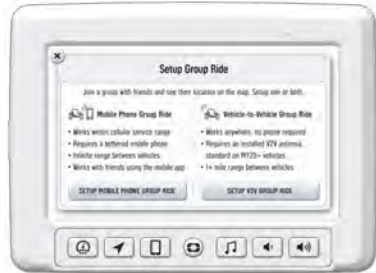 Setup Group Ride
Join a group with friends and see their location on the map. Setup one or both.
Mobile Phone Group Ride
• Works within cellular service range
• Requires a tethered mobile phone
• Infinite range between vehicles
• Works with friends using the mobile app
SETUP MOBILE PHONE GROUP RIDE
Vehicle-to-Vehicle Group Ride
• Works anywhere, no phone required
• Requires an installed V2V antenna,
standard on MY20+ vehicles
• 1+ mile range between vehicles
SETUP V2V GROUP RIDE